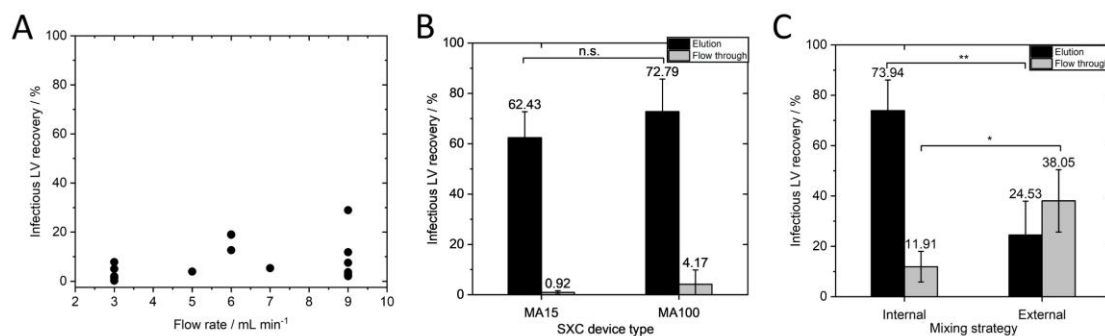 A
Infectious LV recovery / %
100
80
60
40
20
0
2 3 4 5 6 7 8 9 10
Flow rate / mL min⁻¹
B
Infectious LV recovery / %
100
80
60
40
20
0
Elution
Flow through
n.s.
72.79
62.43
4.17
0.92
MA15 MA100
SXC device type
C
Infectious LV recovery / %
100
80
60
40
20
0
Elution
Flow through
73.94
**
*
38.05
24.53
11.91
Internal External
Mixing strategy